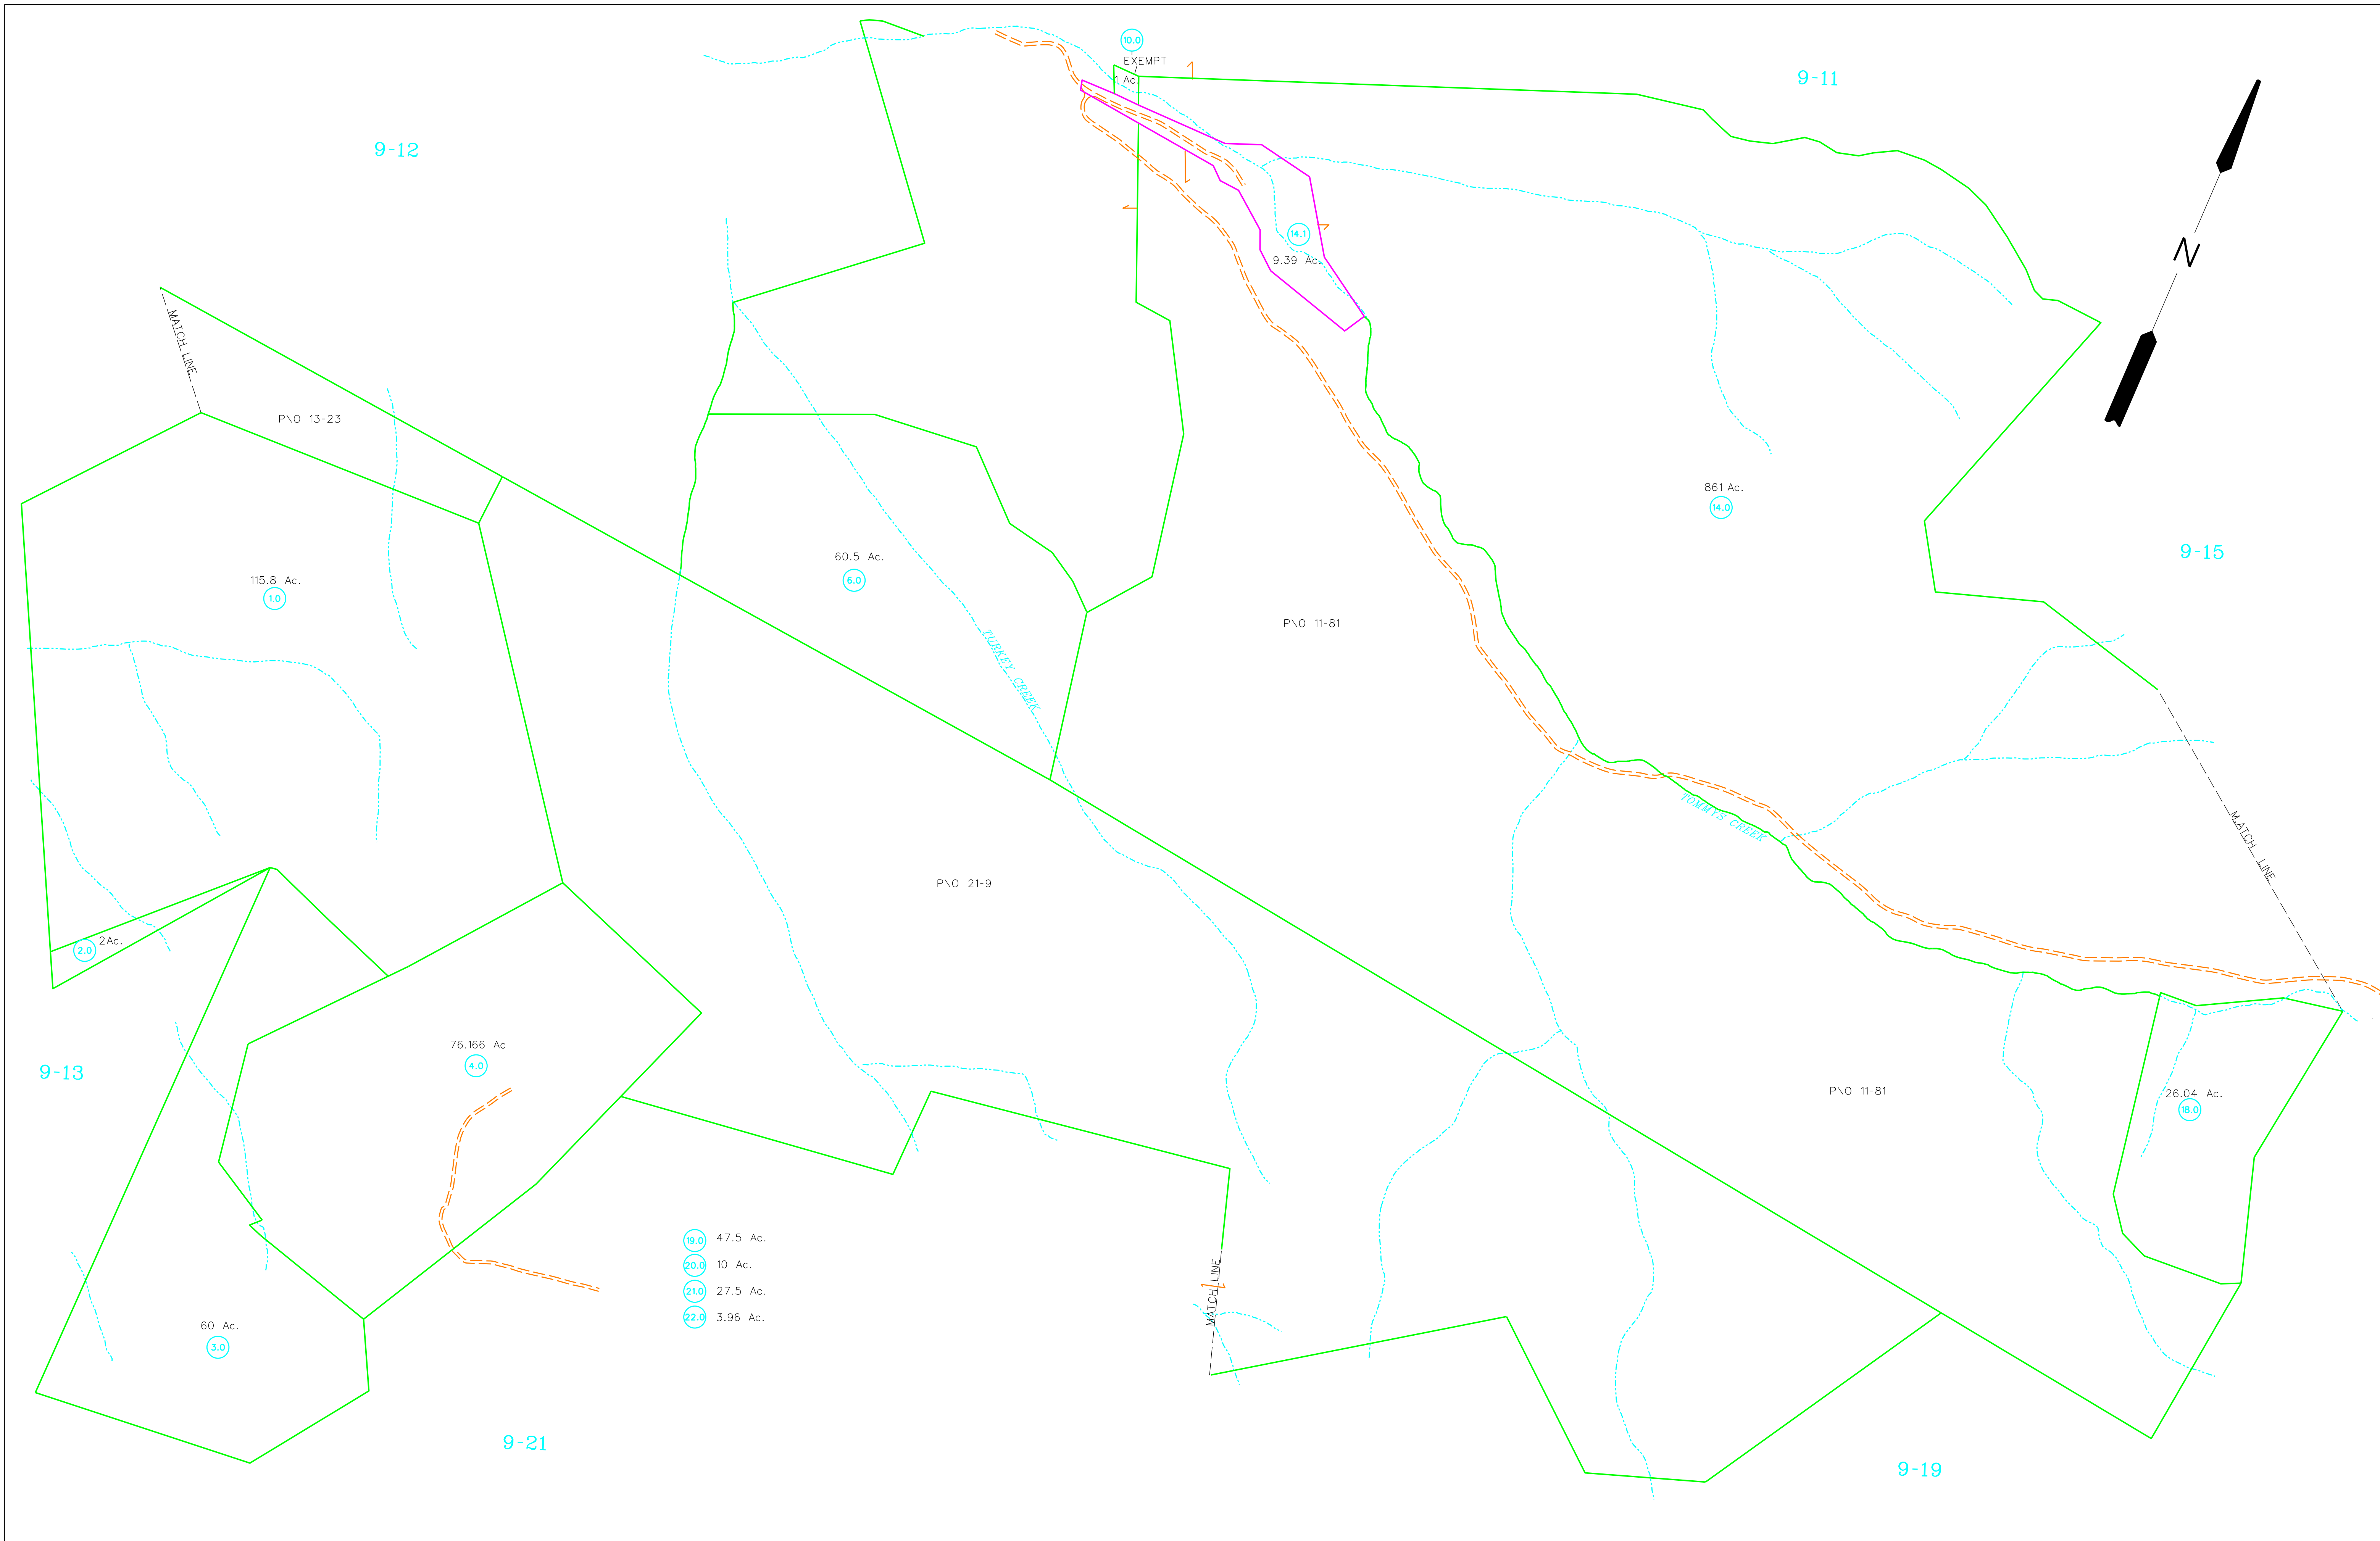 10.0
EXEMPT
1 Ac.
9-11
9-12
N
14.1
9.39 Ac.
MATCH LINE
P\O 13-23
861 Ac.
14.0
9-15
60.5 Ac.
6.0
115.8 Ac.
1.0
P\O 11-81
TURKEY CREEK
TOMMYS CREEK
MATCH LINE
P\O 21-9
2Ac.
2.0
9-13
76.166 Ac
4.0
P\O 11-81
26.04 Ac.
18.0
19.0 47.5 Ac.
20.0 10 Ac.
21.0 27.5 Ac.
22.0 3.96 Ac.
MATCH LINE
60 Ac.
3.0
9-21
9-19